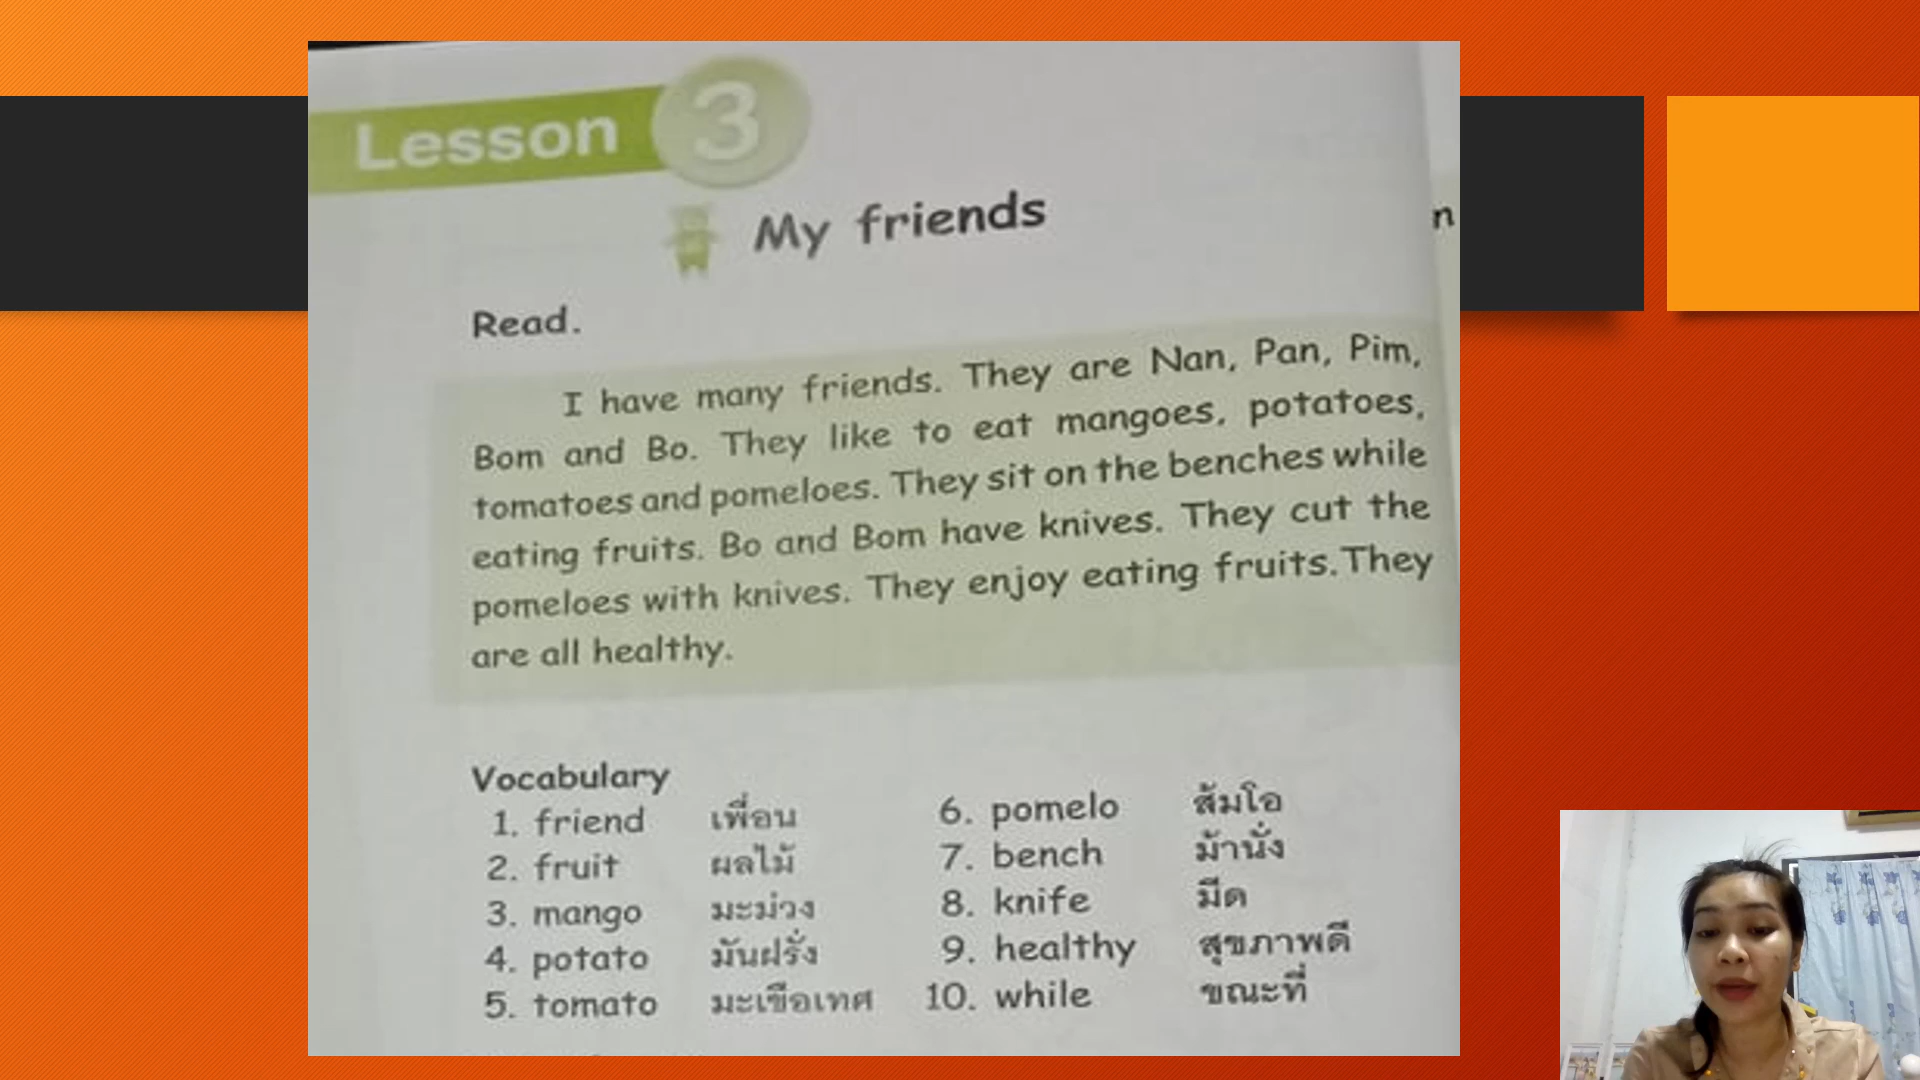 Lesson 3
My friends
n
Read.
I have many friends. They are Nan, Pan, Pim,
Bom and Bo. They like to eat mangoes, potatoes,
tomatoes and pomeloes. They sit on the benches while
eating fruits. Bo and Bom have knives. They cut the
pomeloes with knives. They enjoy eating fruits.They
are all healthy.
Vocabulary
1. friend เพื่อน
2. fruit ผลไม้
3. mango มะม่วง
4. potato มันฝรั่ง
5. tomato มะเขือเทศ
6. pomelo ส้มโอ
7. bench ม้านั่ง
8. knife มีด
9. healthy สุขภาพดี
10. while ขณะที่